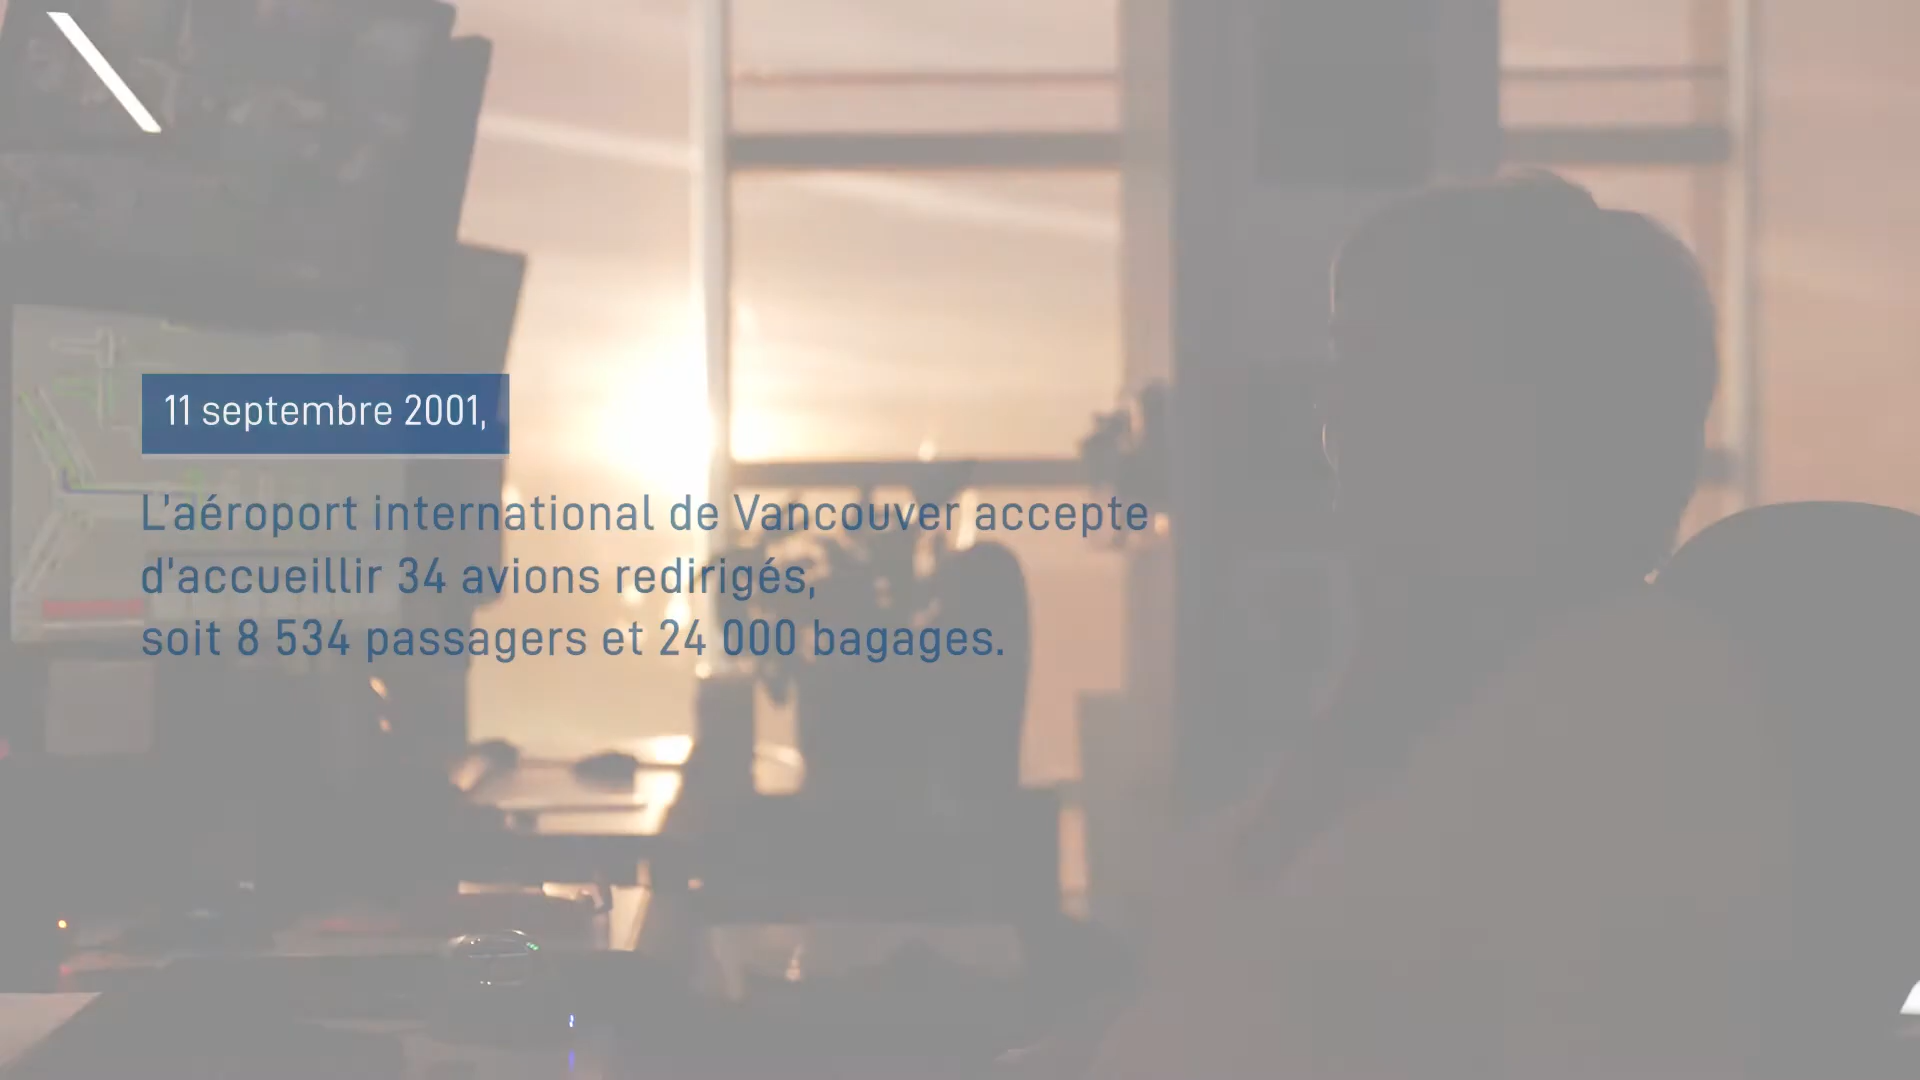 11 septembre 2001,
L'aéroport international de Vancouver accepte
d'accueillir 34 avions redirigés,
soit 8 534 passagers et 24 000 bagages.